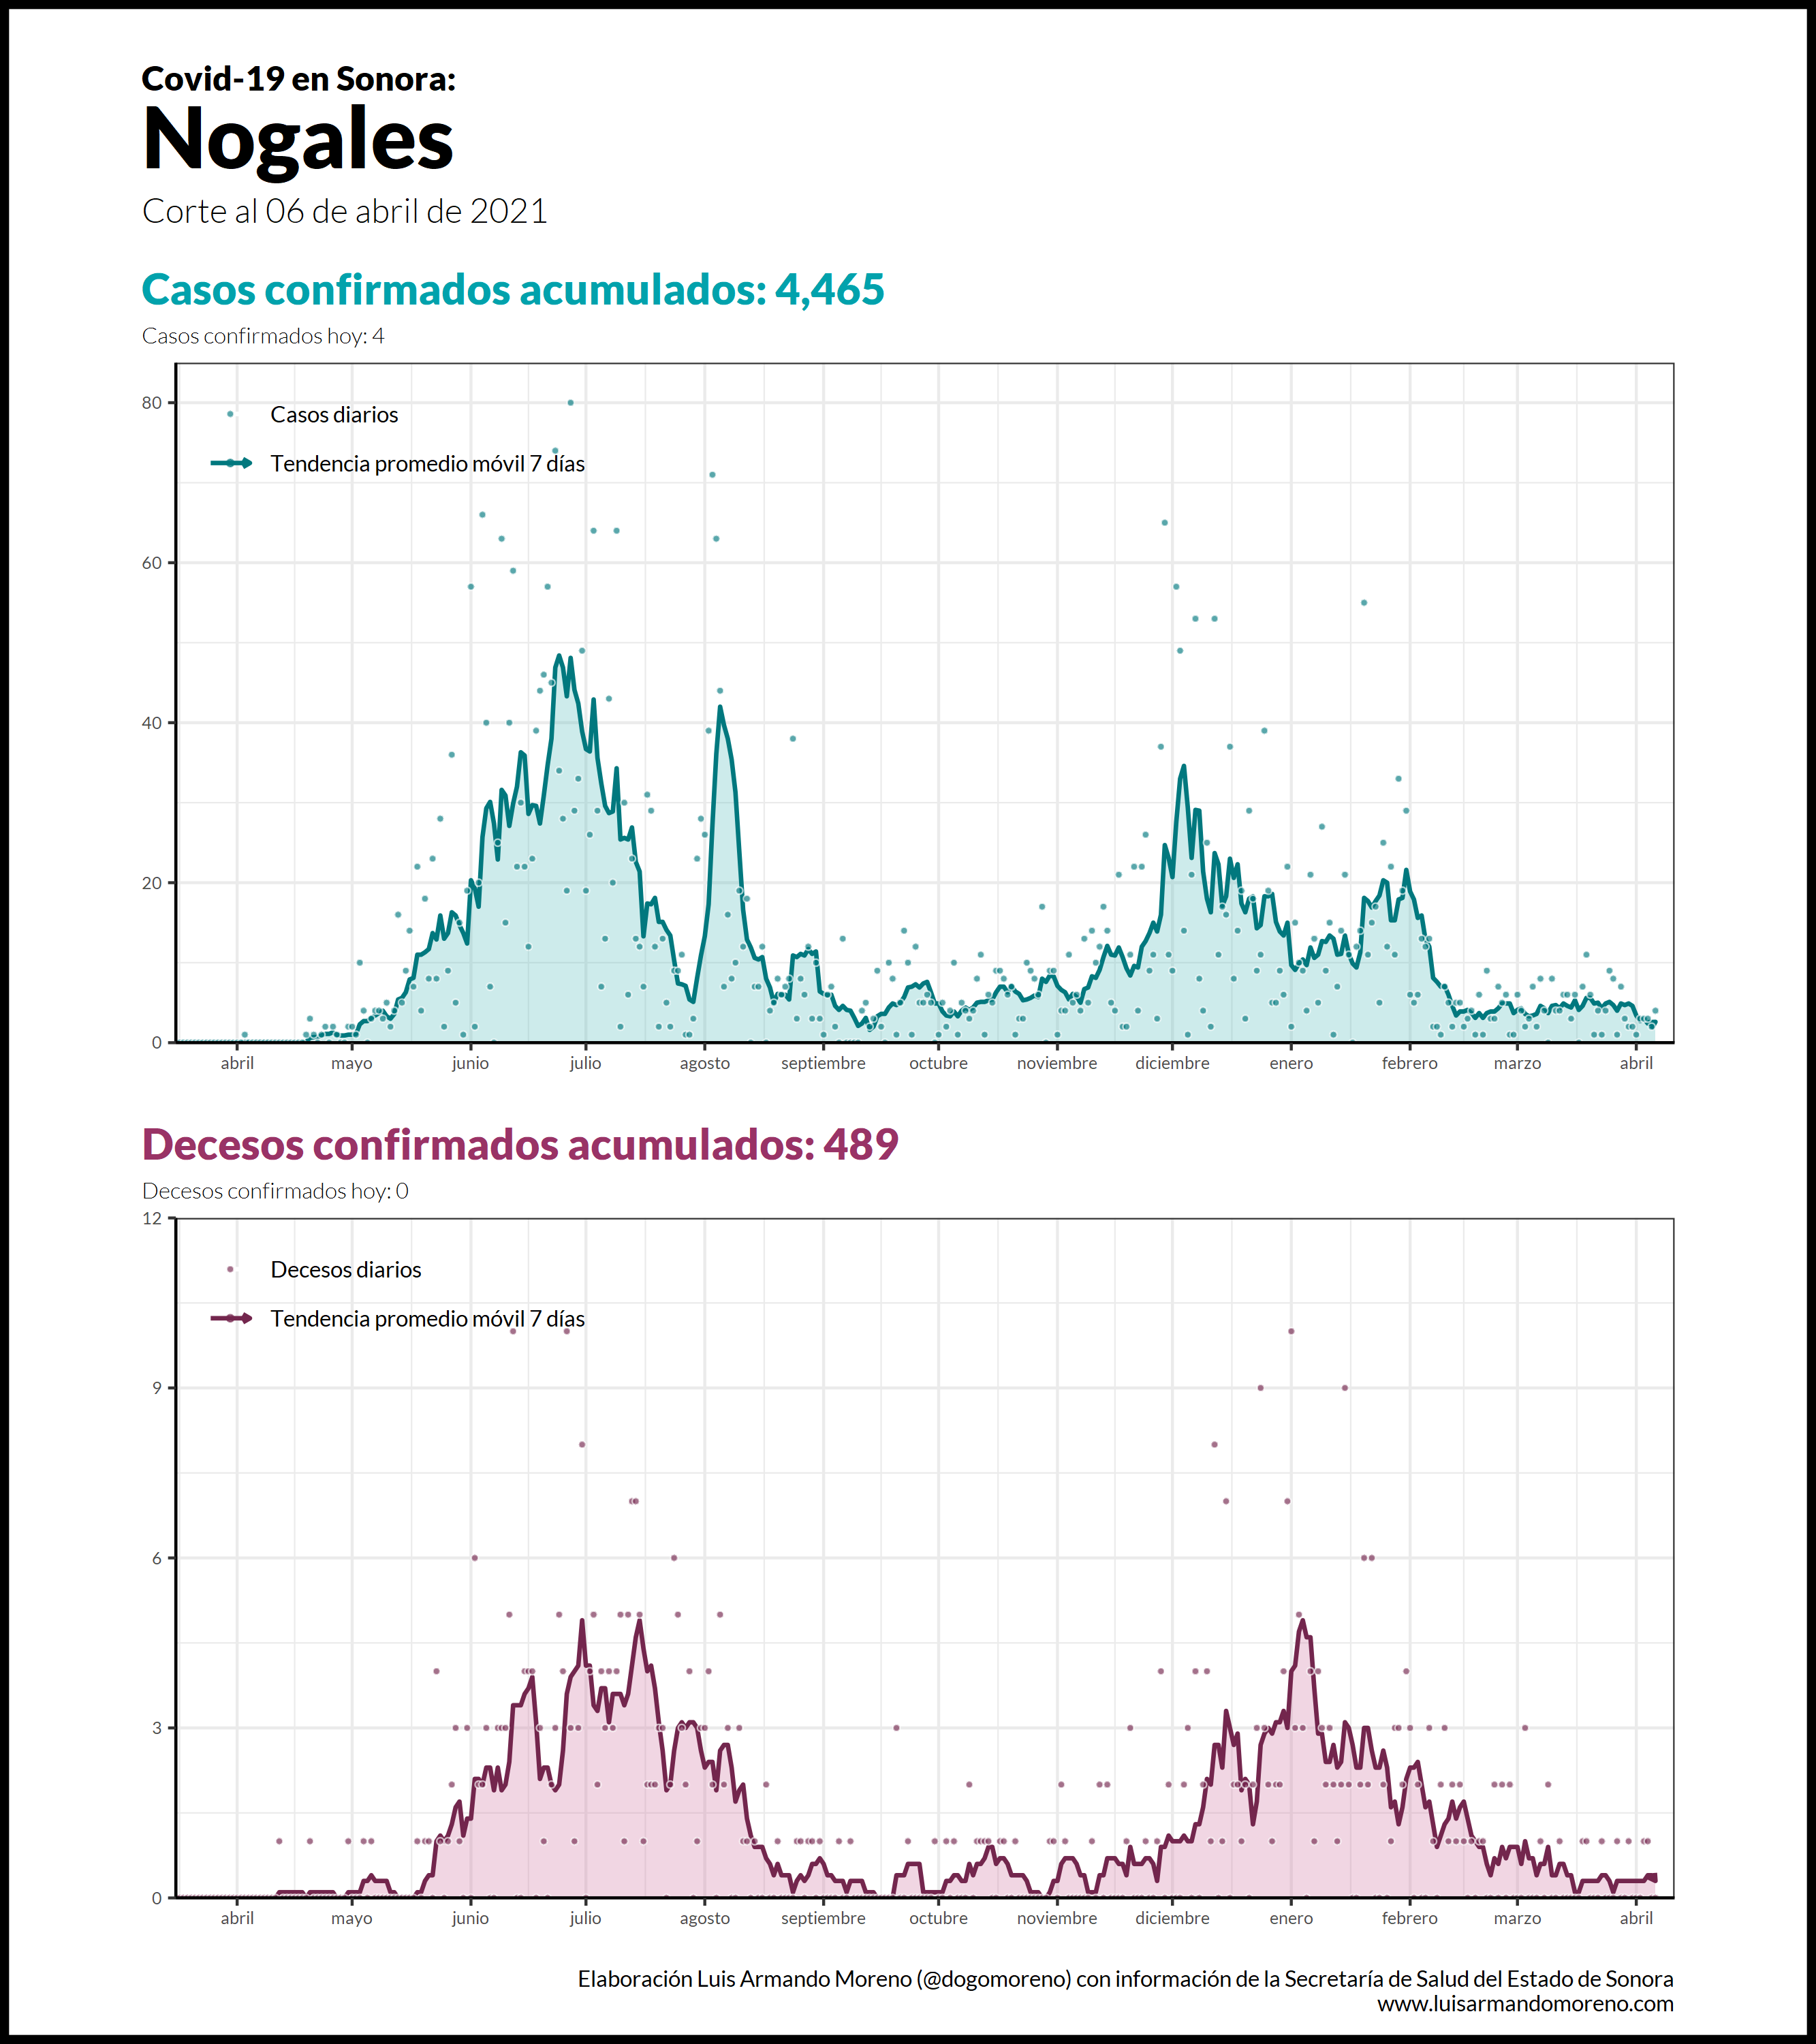 Covid-19 en Sonora:
Nogales
Corte al 06 de abril de 2021
Casos confirmados acumulados: 4,465
Casos confirmados hoy: 4
80
60
40
20
0
Casos diarios
Tendencia promedio móvil 7 días
abril mayo junio julio agosto septiembre octubre noviembre diciembre enero febrero marzo abril
Decesos confirmados acumulados: 489
Decesos confirmados hoy: 0
12
9
6
3
0
Decesos diarios
Tendencia promedio móvil 7 días
abril mayo junio julio agosto septiembre octubre noviembre diciembre enero febrero marzo abril
Elaboración Luis Armando Moreno (@dogomoreno) con información de la Secretaría de Salud del Estado de Sonora
www.luisarmandomoreno.com